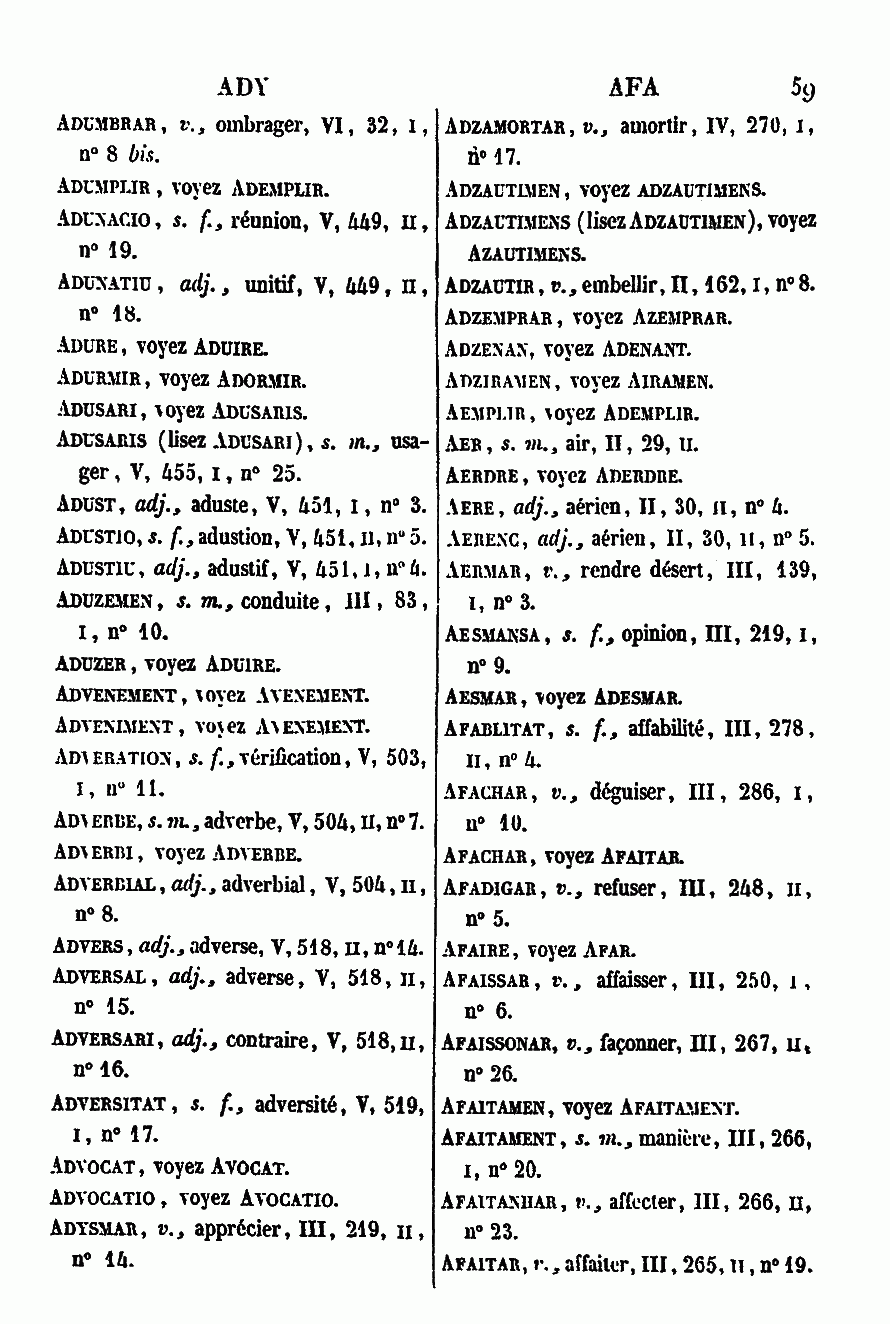 ADY
AFA 59
ADUMBRAR, v., ombrager, VI, 32, I,
n° 8 bis.
ADUMPLIR, voyez ADEMPLIR.
ADUNACIO, s. f., réunion, V, 449, II,
n° 19.
ADUNATIU, adj., unitif, V, 449, II,
n° 18.
ADURE, voyez ADUIRE.
ADURMIR, voyez ADORMIR.
ADUSARI, voyez ADUSARIS.
ADUSARIS (lisez ADUSARI), s. m., usa-
ger, V, 455, I, n° 25.
ADUST, adj., aduste, V, 451, I, n° 3.
ADUSTIO, s. f., adustion, V, 451, II, n° 5.
ADUSTIU, adj., adustif, V, 451, I, n° 4.
ADUZEMEN, s. m., conduite, III, 83,
I, n° 10.
ADUZER, voyez ADUIRE.
ADVENEMENT, voyez AVENEMENT.
ADVENIMENT, voyez AVENEMENT.
ADVERATION, s. f., vérification, V, 503,
I, n° 11.
ADVERBE, s. m., adverbe, V, 504, II, n° 7.
ADVERBI, voyez ADVERBE.
ADVERBIAL, adj., adverbial, V, 504, II,
n° 8.
ADVERS, adj., adverse, V, 518, II, n° 14.
ADVERSAL, adj., adverse, V, 518, II,
n° 15.
ADVERSARI, adj., contraire, V, 518, II,
n° 16.
ADVERSITAT, s. f., adversité, V, 519,
I, n° 17.
ADVOCAT, voyez AVOCAT.
ADVOCATIO, voyez AVOCATIO.
ADYSMAR, v., apprécier, III, 219, II,
n° 14.
ADZAMORTAR, v., amortir, IV, 270, I,
n° 17.
ADZAUTIMEN, voyez ADZAUTIMENS.
ADZAUTIMENS (lisez ADZAUTIMEN), voyez
AZAUTIMENS.
ADZAUTIR, v., embellir, II, 162, I, n° 8.
ADZEMPRAR, voyez AZEMPRAR.
ADZENAN, voyez ADENANT.
ADZIRAMEN, voyez AIRAMEN.
AEMPLIR, voyez ADEMPLIR.
AER, s. m., air, II, 29, II.
AERDRE, voyez ADERDRE.
AERE, adj., aérien, II, 30, II, n° 4.
AERENC, adj., aérien, II, 30, II, n° 5.
AERMAR, v., rendre désert, III, 139,
I, n° 3.
AESMANSA, s. f., opinion, III, 219, I,
n° 9.
AESMAR, voyez ADESMAR.
AFABLITAT, s. f., affabilité, III, 278,
II, n° 4.
AFACHAR, v., déguiser, III, 286, I,
n° 10.
AFACHAR, voyez AFAITAR.
AFADIGAR, v., refuser, III, 248, II,
n° 5.
AFAIRE, voyez AFAR.
AFAISSAR, v., affaisser, III, 250, I,
n° 6.
AFAISSONAR, v., façonner, III, 267, II,
n° 26.
AFAITAMEN, voyez AFAITAMENT.
AFAITAMENT, s. m., manière, III, 266,
I, n° 20.
AFAITANHAR, v., affecter, III, 266, II,
n° 23.
AFAITAR, v., affaiter, III, 265, II, n° 19.